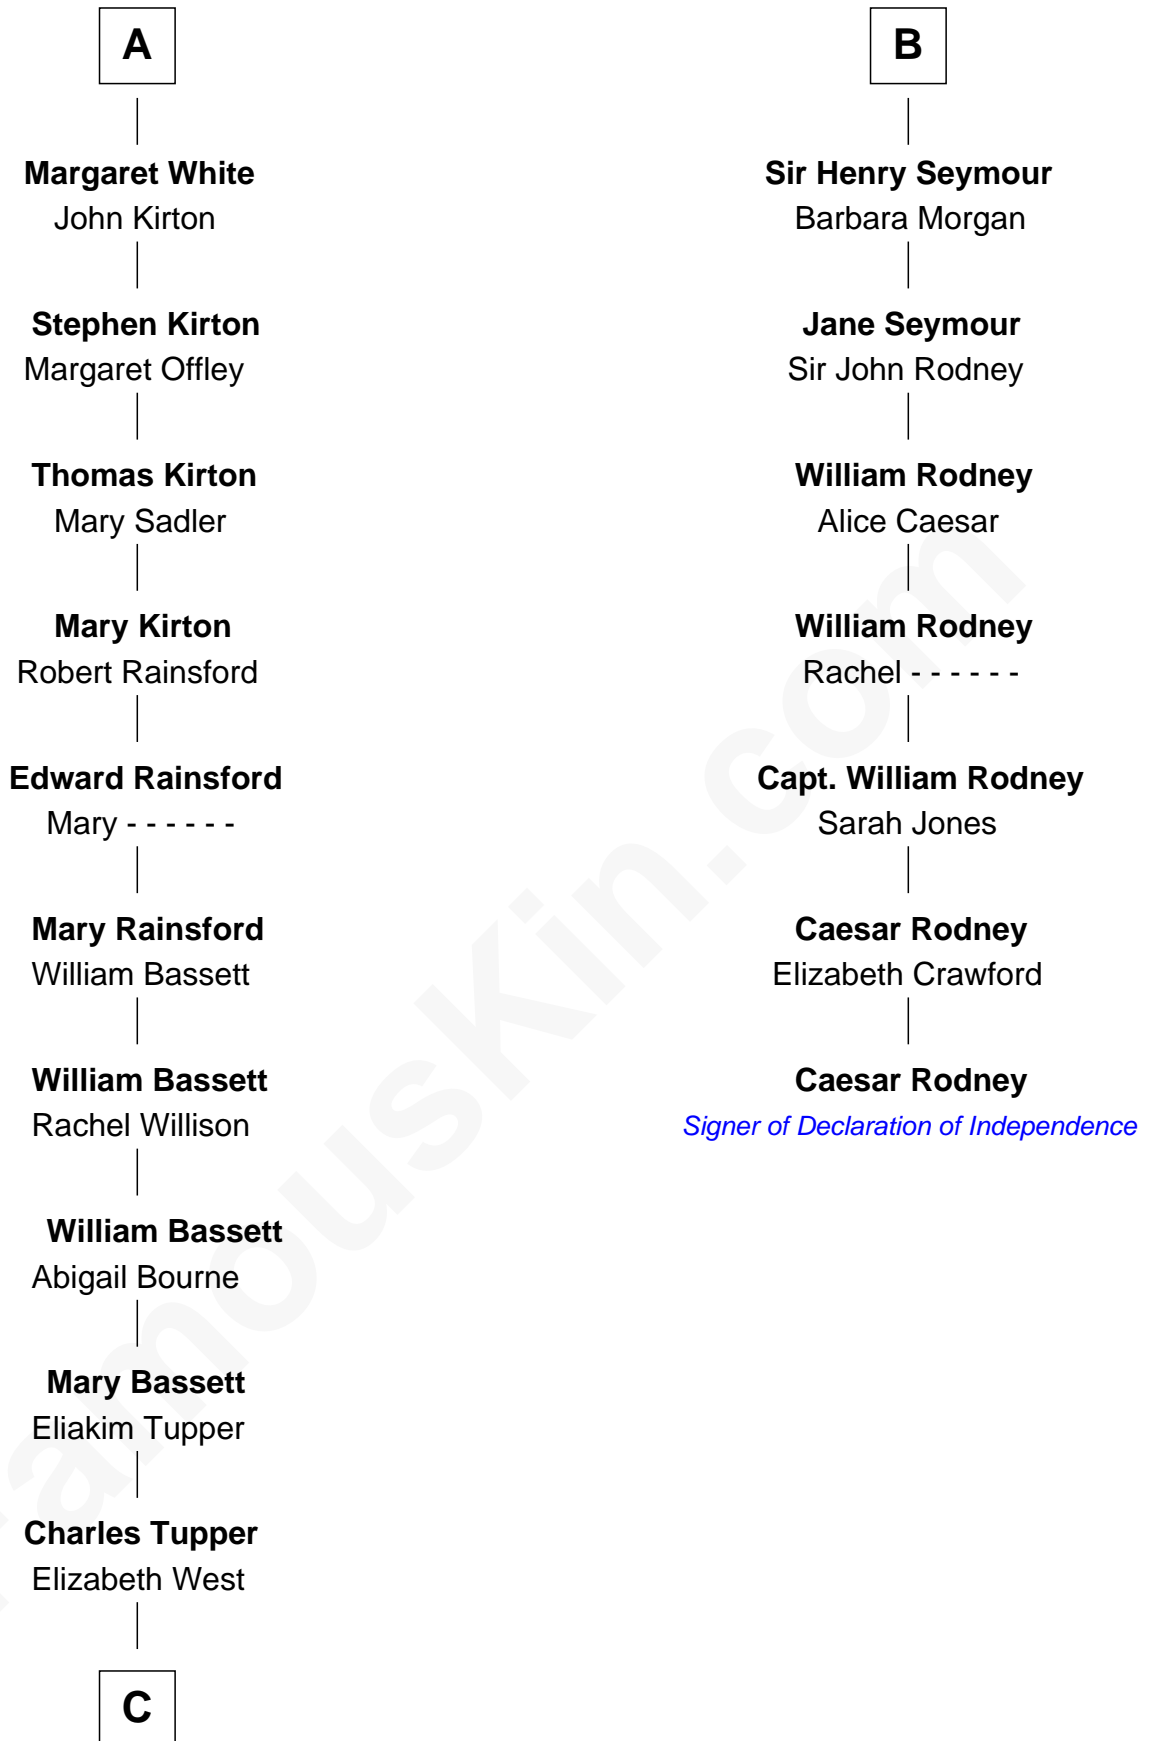 A
Margaret White
John Kirton
Stephen Kirton
Margaret Offley
Thomas Kirton
Mary Sadler
Mary Kirton
Robert Rainsford
Edward Rainsford
Mary - - - - - -
Mary Rainsford
William Bassett
William Bassett
Rachel Willison
William Bassett
Abigail Bourne
Mary Bassett
Eliakim Tupper
Charles Tupper
Elizabeth West
C
B
Sir Henry Seymour
Barbara Morgan
Jane Seymour
Sir John Rodney
William Rodney
Alice Caesar
William Rodney
Rachel - - - - - -
Capt. William Rodney
Sarah Jones
Caesar Rodney
Elizabeth Crawford
Caesar Rodney
Signer of Declaration of Independence
FamousKin.com